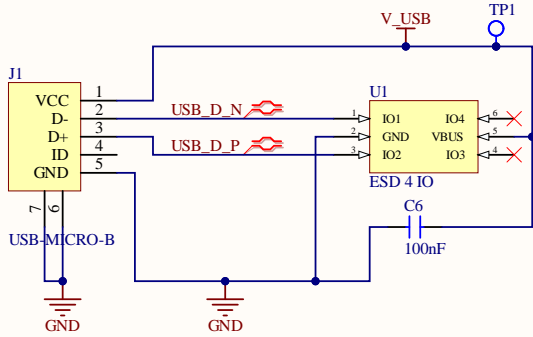 TP1
V_USB
J1
U1
VCC 1
D- 2
D+ 3
ID 4
GND 5
7 6
USB-MICRO-B
USB_D_N
USB_D_P
1 IO1 IO4 6
2 GND VBUS 5
3 IO2 IO3 4
ESD 4 IO
C6
100nF
GND
GND